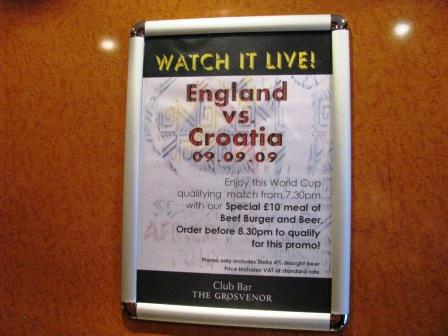 WATCH IT LIVE!
England
vs.
Croatia
09.09.09
Enjoy this World Cup
qualifying match from 7.30pm
with our Special £10 meal of
Beef Burger and Beer.
Order before 8.30pm to qualify
for this promo!
Promo only includes Stella 4% draught beer
Price includes VAT at standard rate.
Club Bar
THE GROSVENOR